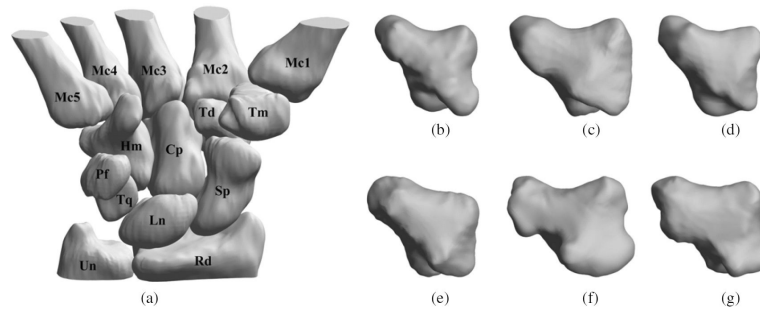 Mc5 Mc4 Mc3 Mc2 Mc1
Td Tm
Hm Cp
Pf
Tq Sp
Ln
Un Rd
(a)
(b) (c) (d)
(e) (f) (g)